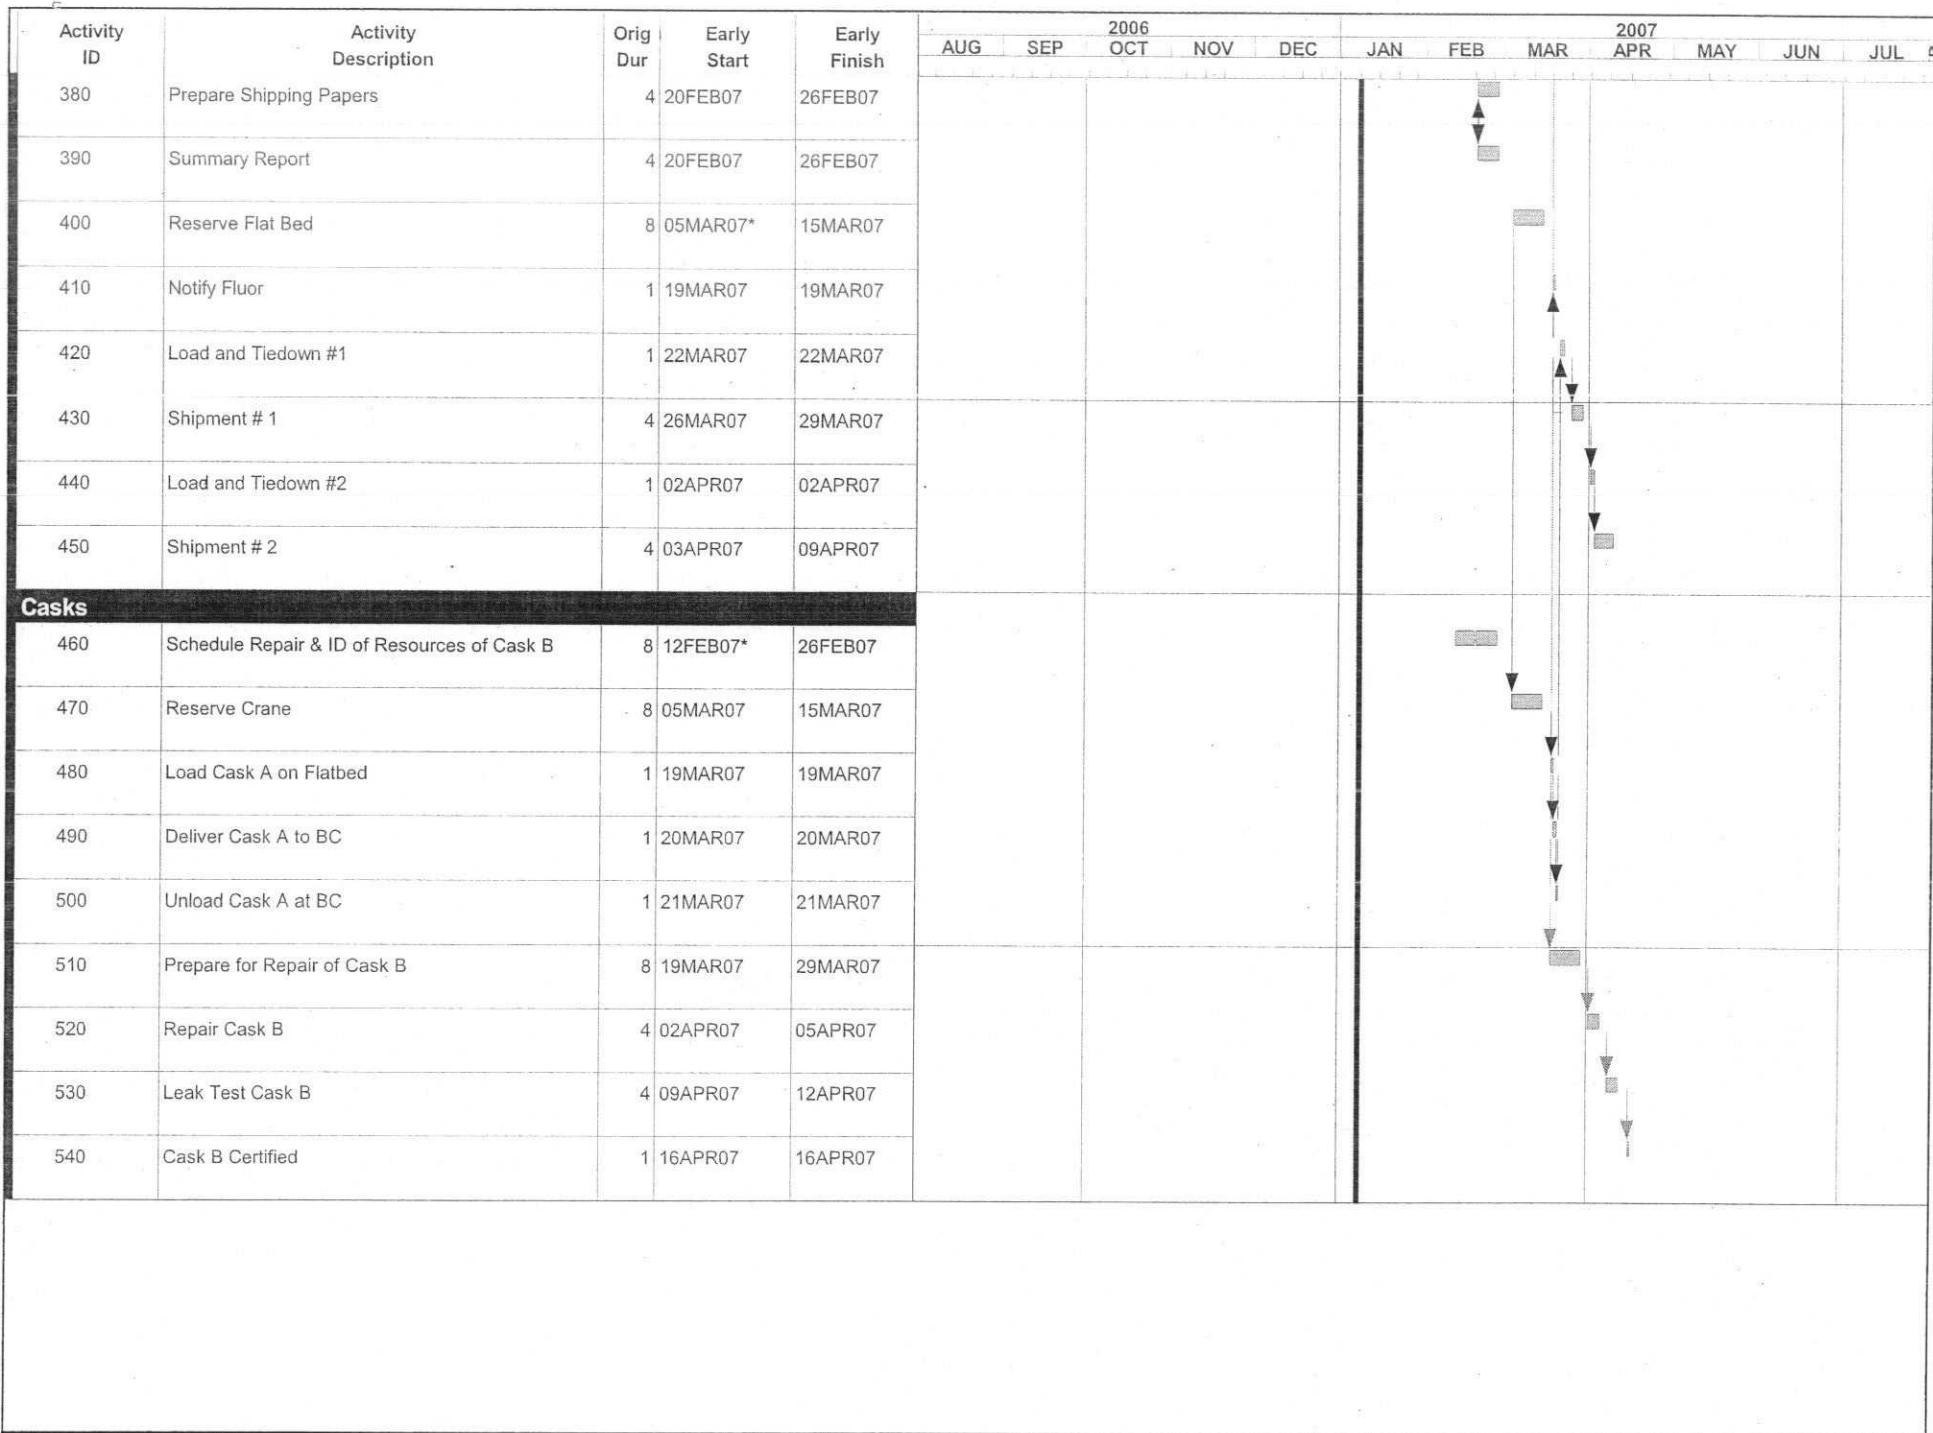 2006 2007
Activity ID Activity Description Orig Dur Early Start Early Finish AUG SEP OCT NOV DEC JAN FEB MAR APR MAY JUN JUL
380 Prepare Shipping Papers 4 20FEB07 26FEB07
390 Summary Report 4 20FEB07 26FEB07
400 Reserve Flat Bed 8 05MAR07* 15MAR07
410 Notify Fluor 1 19MAR07 19MAR07
420 Load and Tiedown #1 1 22MAR07 22MAR07
430 Shipment # 1 4 26MAR07 29MAR07
440 Load and Tiedown #2 1 02APR07 02APR07
450 Shipment # 2 4 03APR07 09APR07
Casks
460 Schedule Repair & ID of Resources of Cask B 8 12FEB07* 26FEB07
470 Reserve Crane 8 05MAR07 15MAR07
480 Load Cask A on Flatbed 1 19MAR07 19MAR07
490 Deliver Cask A to BC 1 20MAR07 20MAR07
500 Unload Cask A at BC 1 21MAR07 21MAR07
510 Prepare for Repair of Cask B 8 19MAR07 29MAR07
520 Repair Cask B 4 02APR07 05APR07
530 Leak Test Cask B 4 09APR07 12APR07
540 Cask B Certified 1 16APR07 16APR07